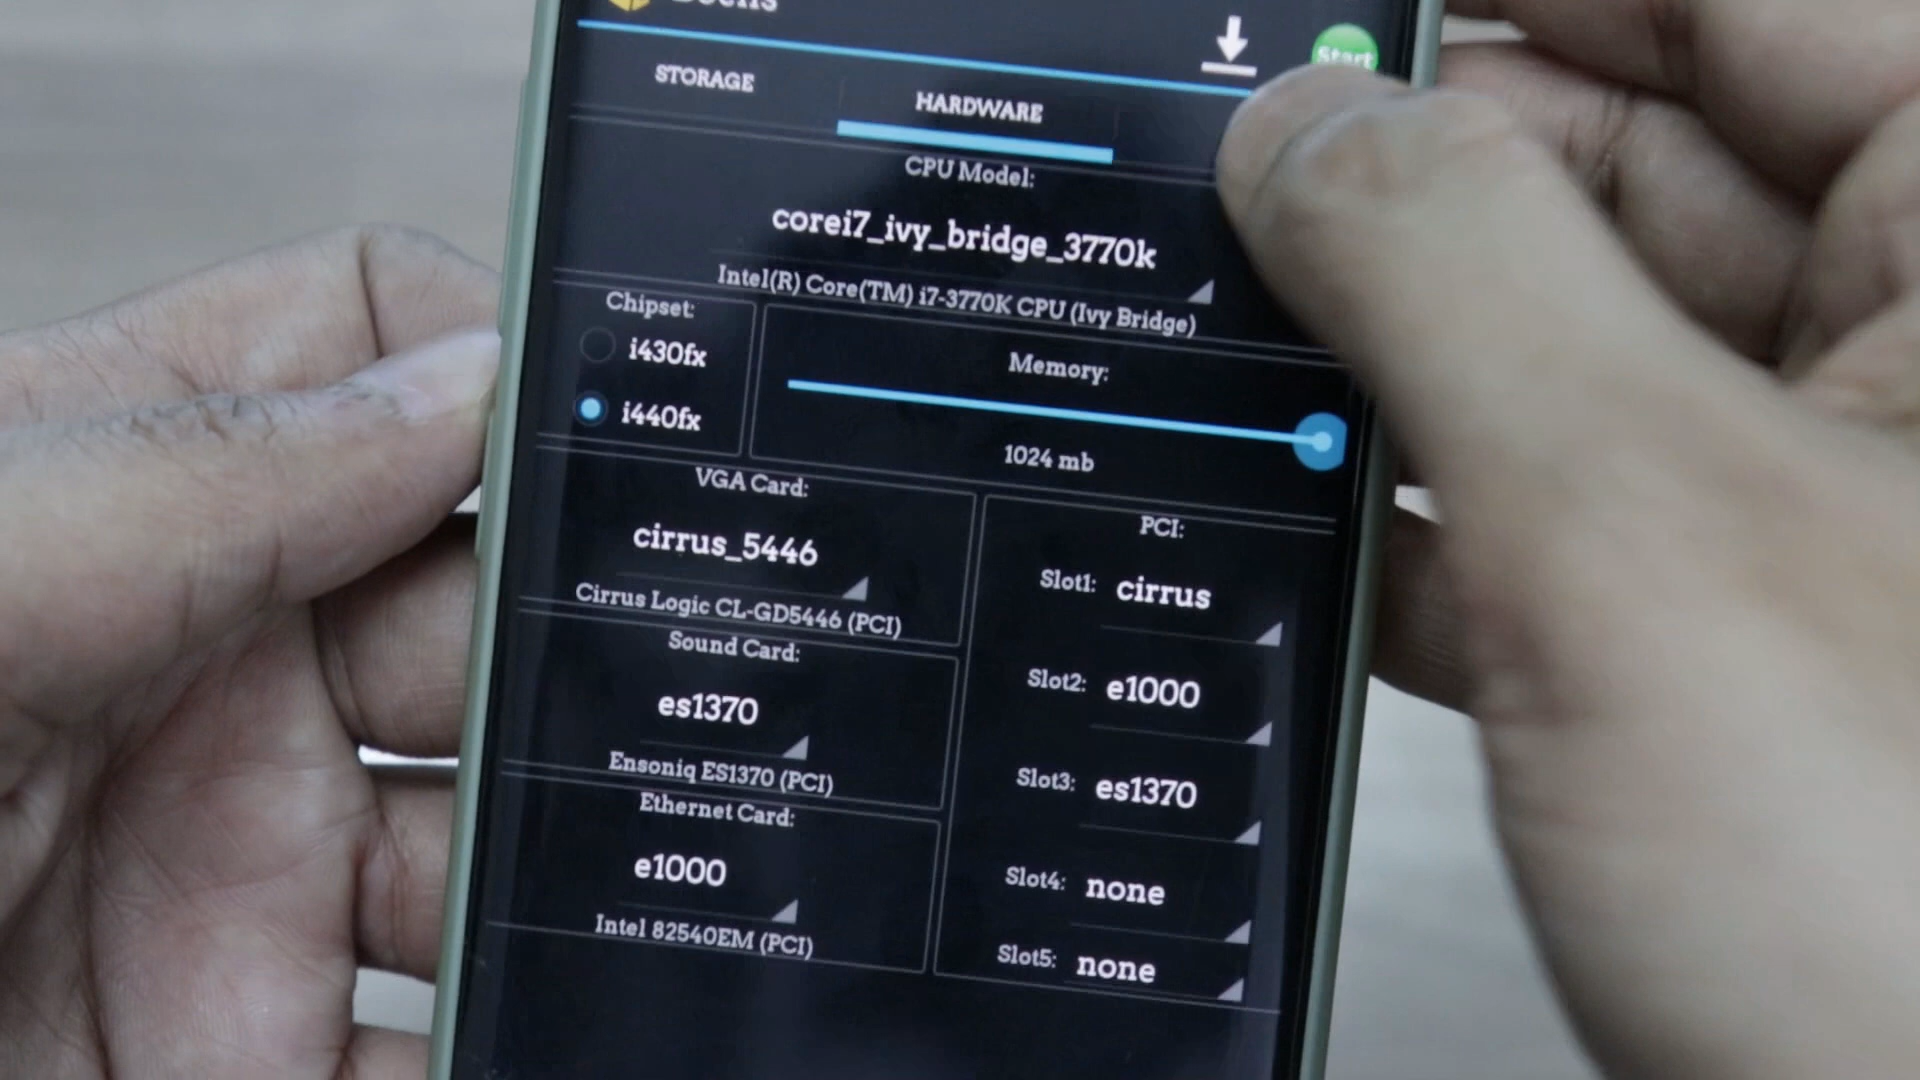 Start
STORAGE
HARDWARE
CPU Model:
corei7_ivy_bridge_3770k
Intel(R) Core(TM) i7-3770K CPU (Ivy Bridge)
Chipset:
i430fx
i440fx
Memory:
1024 mb
VGA Card:
cirrus_5446
Cirrus Logic CL-GD5446 (PCI)
Sound Card:
es1370
Ensoniq ES1370 (PCI)
Ethernet Card:
e1000
Intel 82540EM (PCI)
PCI:
Slot1: cirrus
Slot2: e1000
Slot3: es1370
Slot4: none
Slot5: none